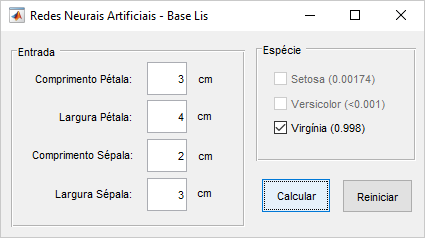 Redes Neurais Artificiais - Base Lis
Entrada
Comprimento Pétala: 3 cm
Largura Pétala: 4 cm
Comprimento Sépala: 2 cm
Largura Sépala: 3 cm
Espécie
Setosa (0.00174)
Versicolor (<0.001)
Virgínia (0.998)
Calcular
Reiniciar